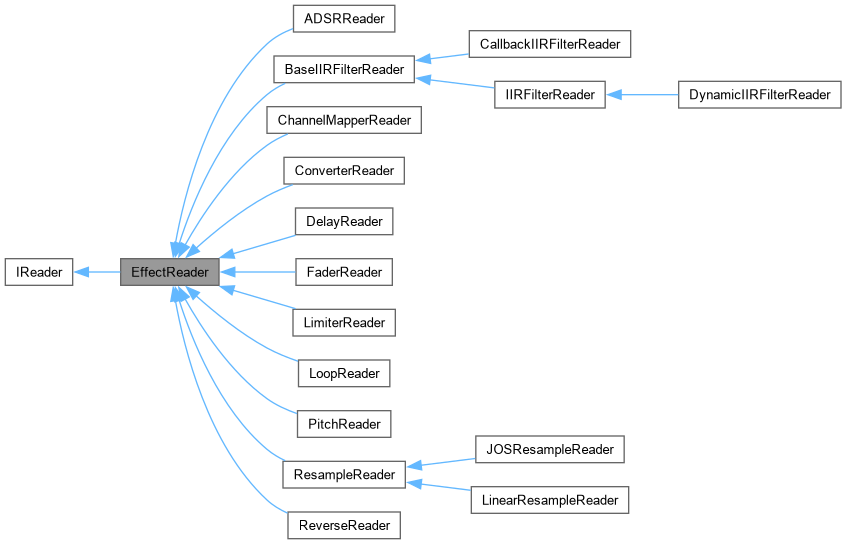 ADSRReader
CallbackIIRFilterReader
BaseIIRFilterReader
IIRFilterReader
DynamicIIRFilterReader
ChannelMapperReader
ConverterReader
DelayReader
IReader
EffectReader
FaderReader
LimiterReader
LoopReader
PitchReader
JOSResampleReader
ResampleReader
LinearResampleReader
ReverseReader